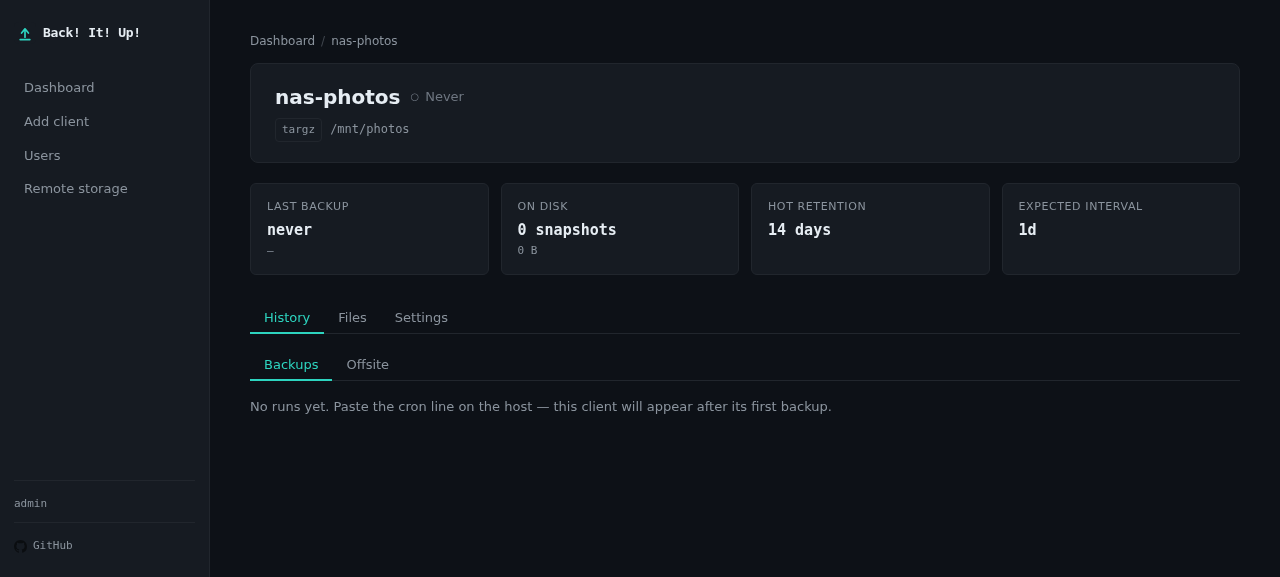 Back! It! Up!
Dashboard
Add client
Users
Remote storage
admin
GitHub
Dashboard / nas-photos
nas-photos ○ Never
targz /mnt/photos
LAST BACKUP
never
—
ON DISK
0 snapshots
0 B
HOT RETENTION
14 days
EXPECTED INTERVAL
1d
History Files Settings
Backups Offsite
No runs yet. Paste the cron line on the host — this client will appear after its first backup.